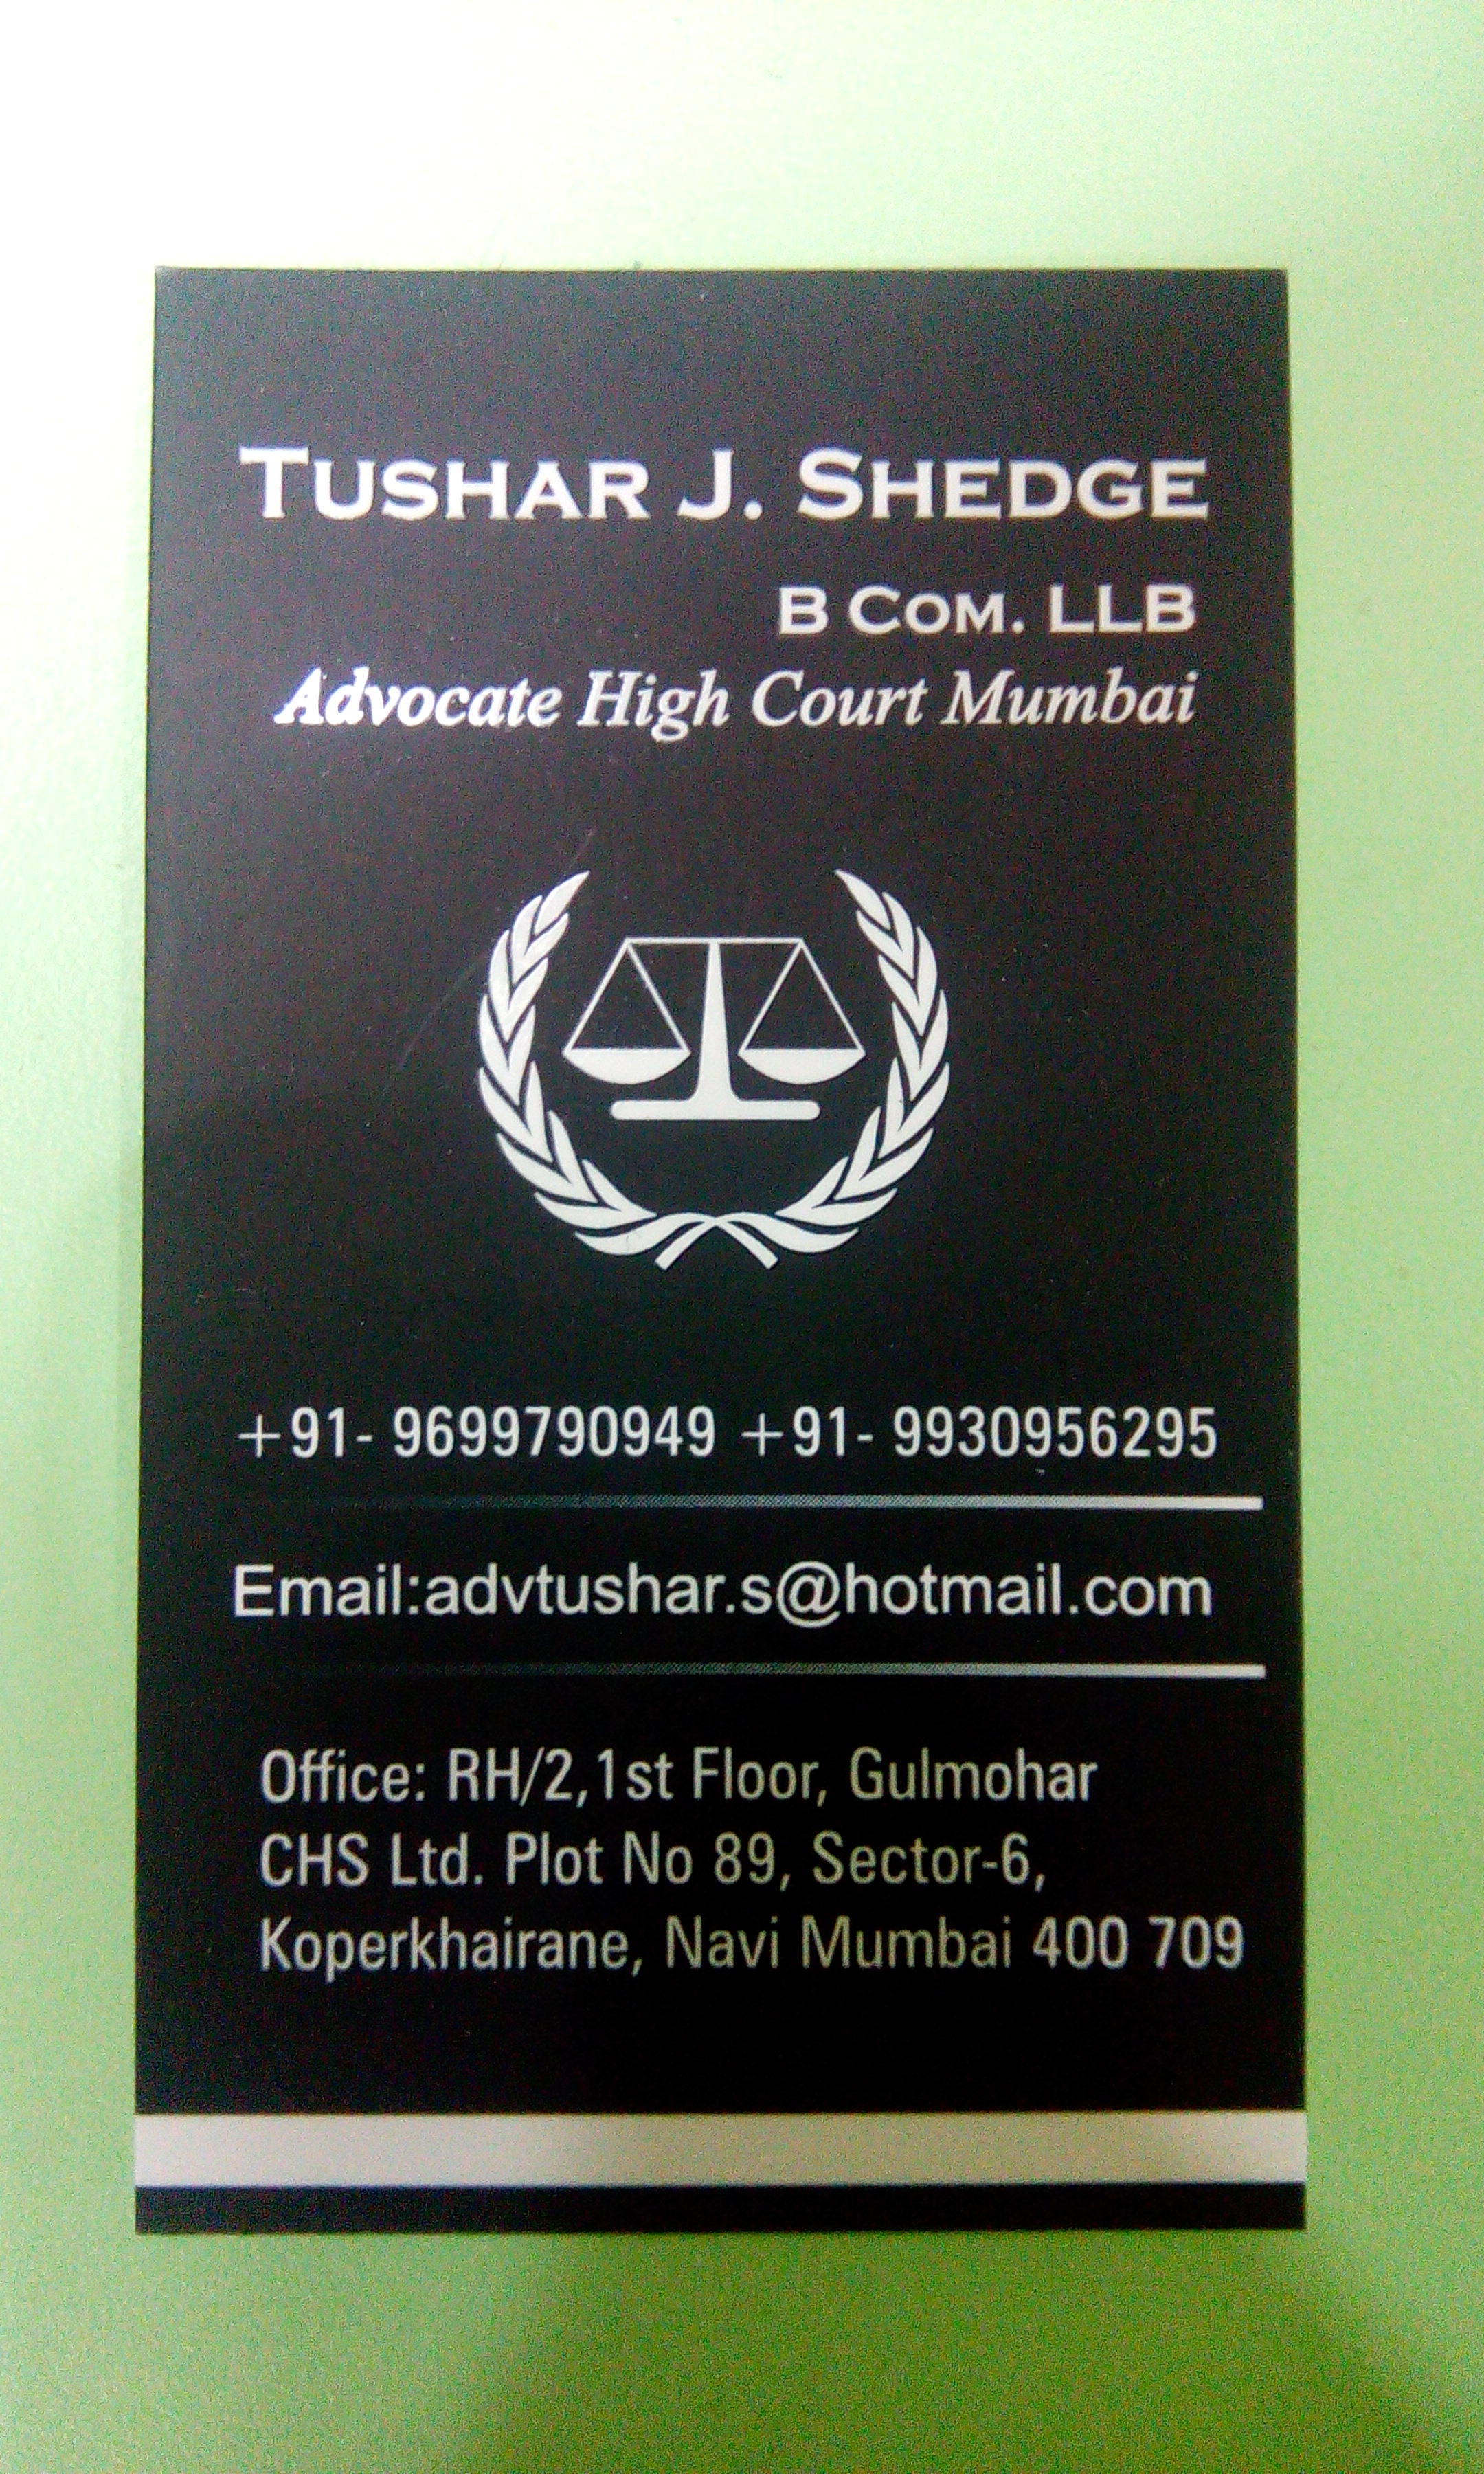 TUSHAR J. SHEDGE
B COM. LLB
Advocate High Court Mumbai
+91- 9699790949 +91- 9930956295
Email:advtushar.s@hotmail.com
Office: RH/2,1st Floor, Gulmohar
CHS Ltd. Plot No 89, Sector-6,
Koperkhairane, Navi Mumbai 400 709